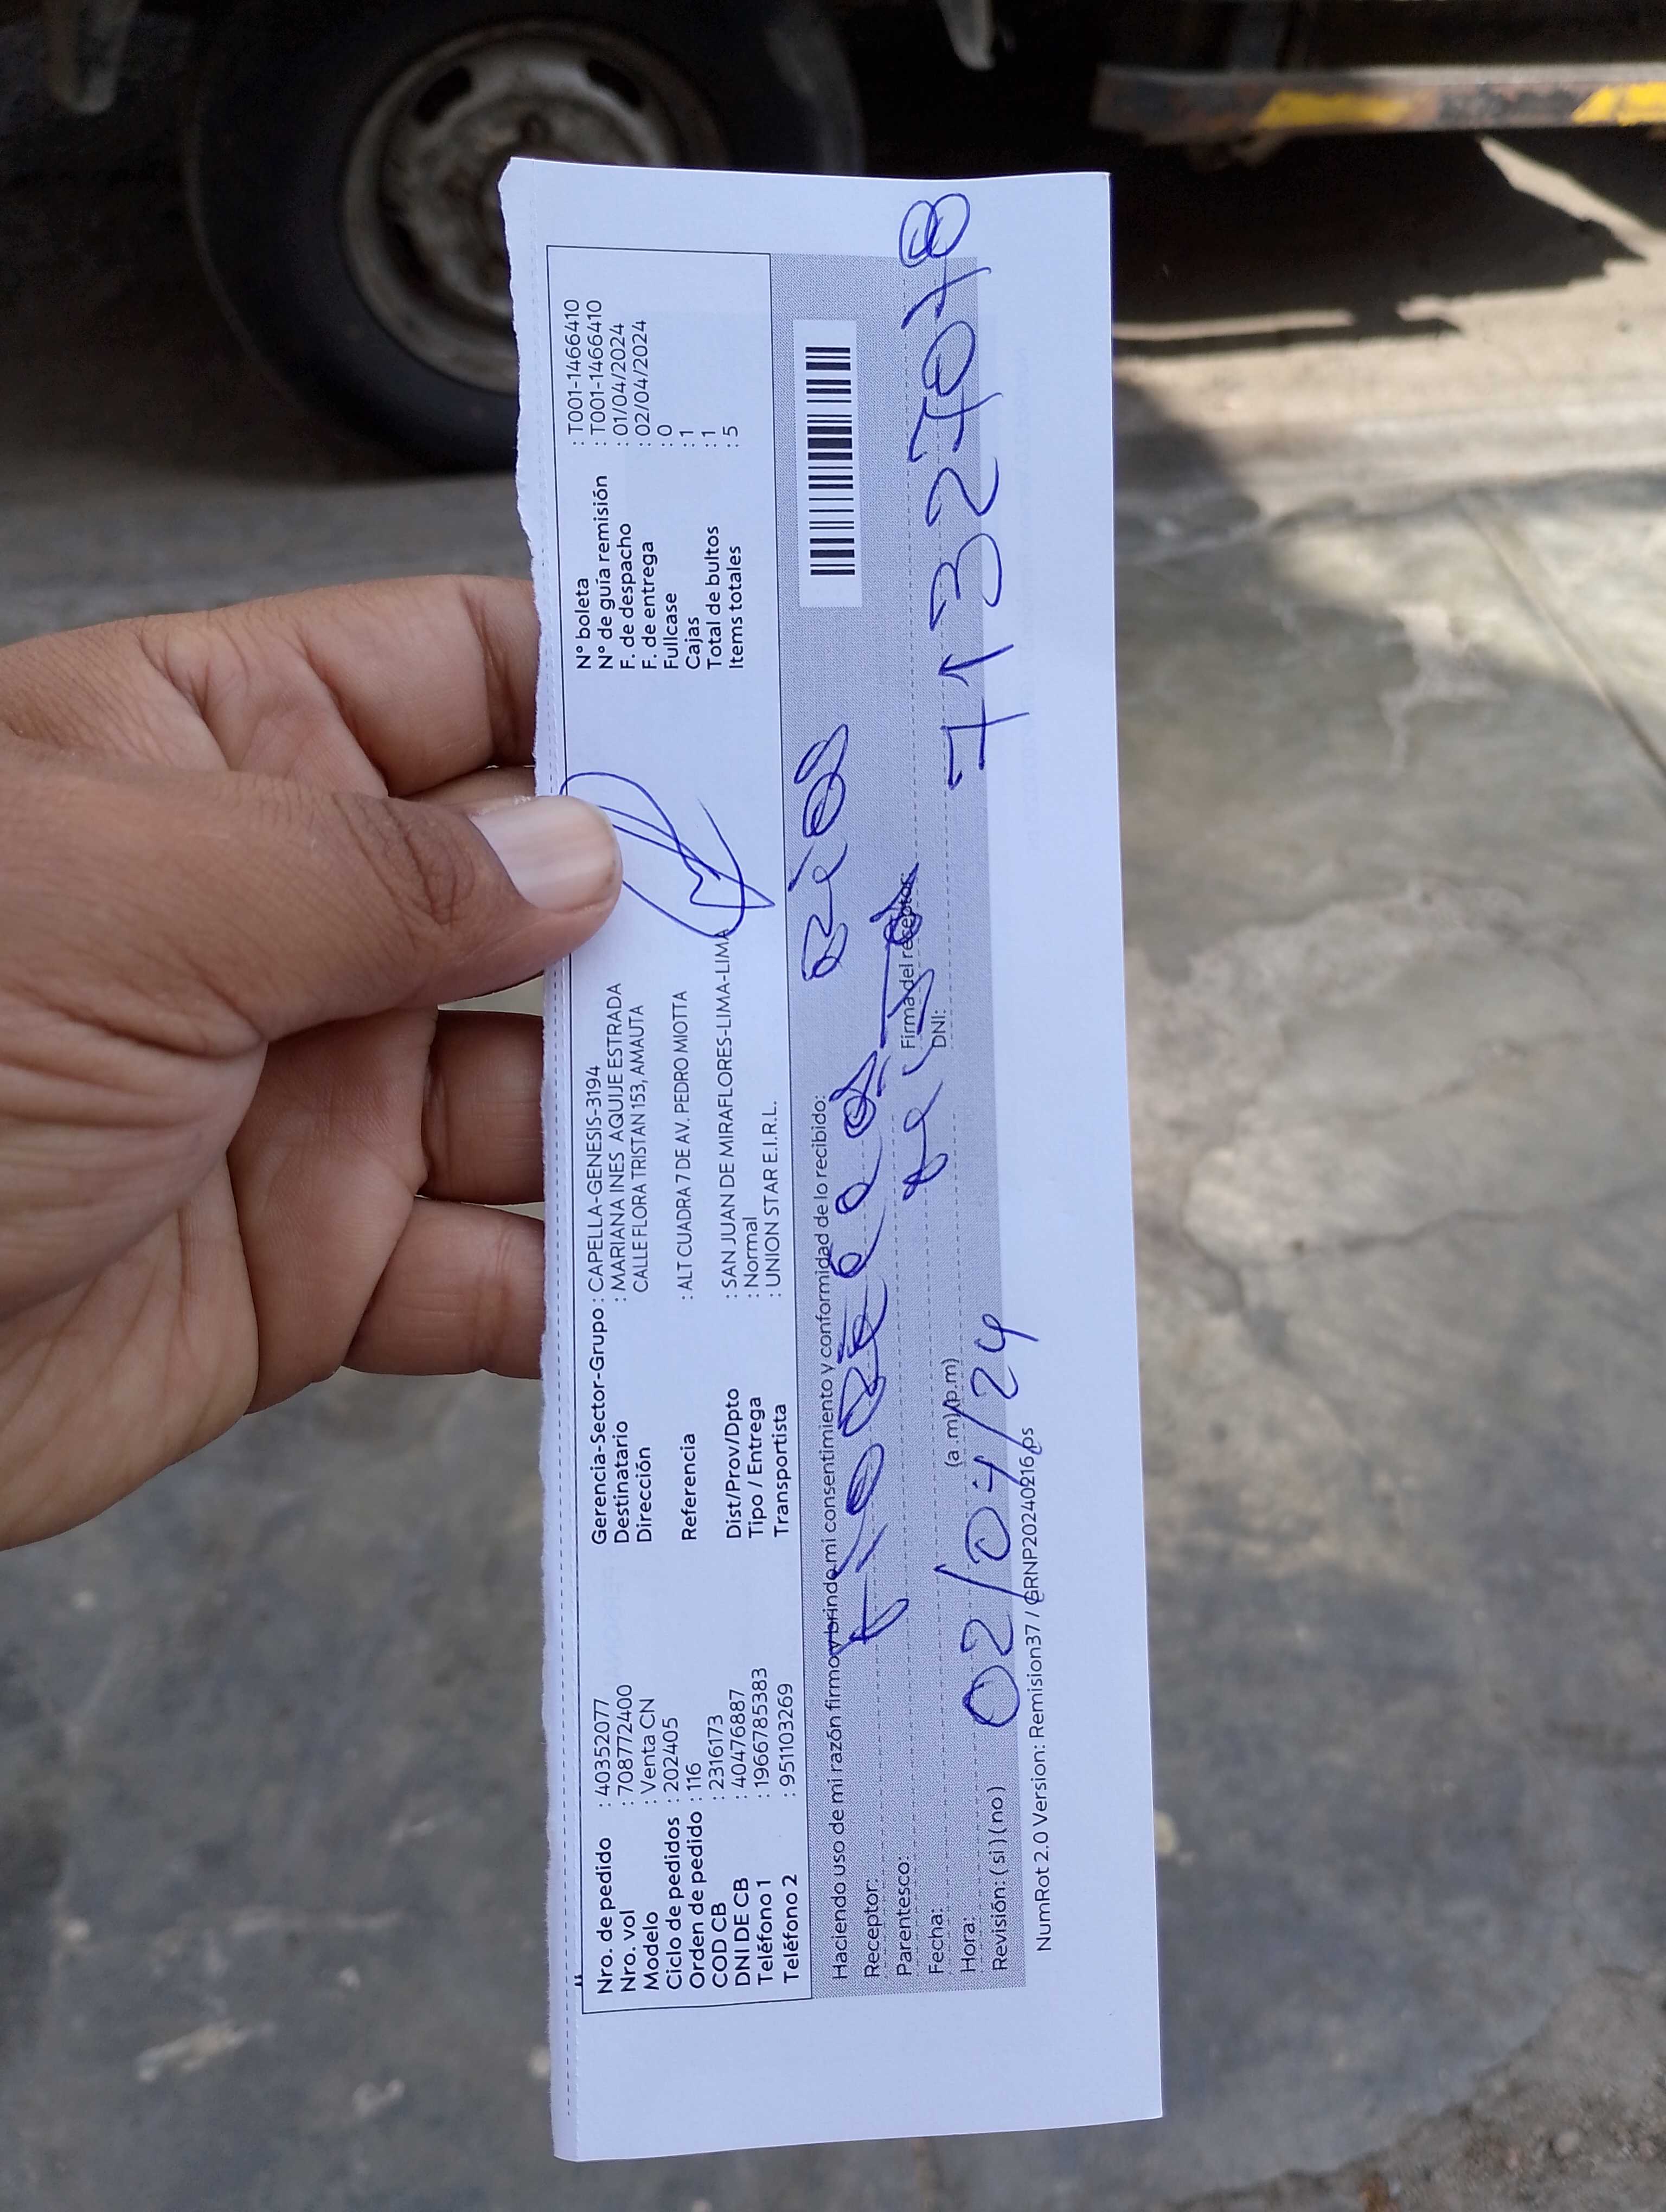 Nro. de pedido : 40352077
Nro. vol : 708772400
Modelo : Venta CN
Ciclo de pedidos : 202405
Orden de pedido : 116
COD CB : 2316173
DNI DE CB : 40476887
Teléfono 1 : 1966785383
Teléfono 2 : 951103269
Gerencia-Sector-Grupo : CAPELLA-GENESIS-3194
Destinatario : MARIANA INES AQUIJE ESTRADA
Dirección CALLE FLORA TRISTAN 153, AMAUTA
Referencia : ALT CUADRA 7 DE AV. PEDRO MIOTTA
Dist/Prov/Dpto : SAN JUAN DE MIRAFLORES-LIMA-LIMA
Tipo / Entrega : Normal
Transportista : UNION STAR E.I.R.L.
N° boleta : T001-1466410
N° de guía remisión : T001-1466410
F. de despacho : 01/04/2024
F. de entrega : 02/04/2024
Fullcase : 0
Cajas : 1
Total de bultos : 1
Items totales : 5
Haciendo uso de mi razón firmo y brindo mi consentimiento y conformidad de lo recibido:
Receptor:
Parentesco:
Fecha: 02/04/24
Hora: (a.m)/(p.m)
Revisión: (si) (no)
Firma del receptor:
DNI: 71327078
NumRot 2.0 Version: Remision37 / GRNP20240216ps